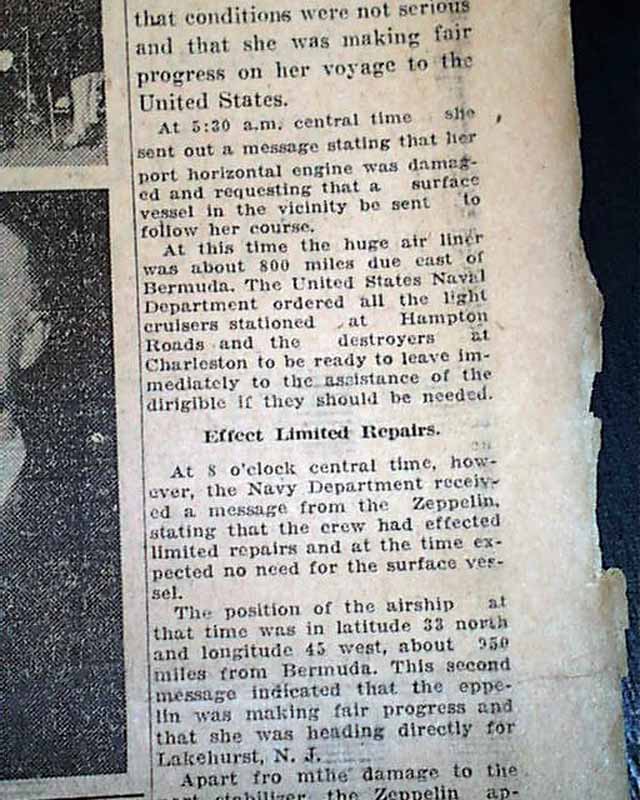 that conditions were not serious
and that she was making fair
progress on her voyage to the
United States.
At 5:30 a.m. central time she
sent out a message stating that her
port horizontal engine was damag-
ed and requesting that a surface
vessel in the vicinity be sent to
follow her course.
At this time the huge air liner
was about 800 miles due east of
Bermuda. The United States Naval
Department ordered all the light
cruisers stationed at Hampton
Roads and the destroyers at
Charleston to be ready to leave im-
mediately to the assistance of the
dirigible if they should be needed.
Effect Limited Repairs.
At 8 o'clock central time, how-
ever, the Navy Department receiv-
ed a message from the Zeppelin,
stating that the crew had effected
limited repairs and at the time ex-
pected no need for the surface ves-
sel.
The position of the airship at
that time was in latitude 33 north
and longitude 45 west, about 950
miles from Bermuda. This second
message indicated that the eppe-
lin was making fair progress and
that she was heading directly for
Lakehurst, N. J.
Apart fro mthe damage to the
port stabilizer, the Zeppelin ap-